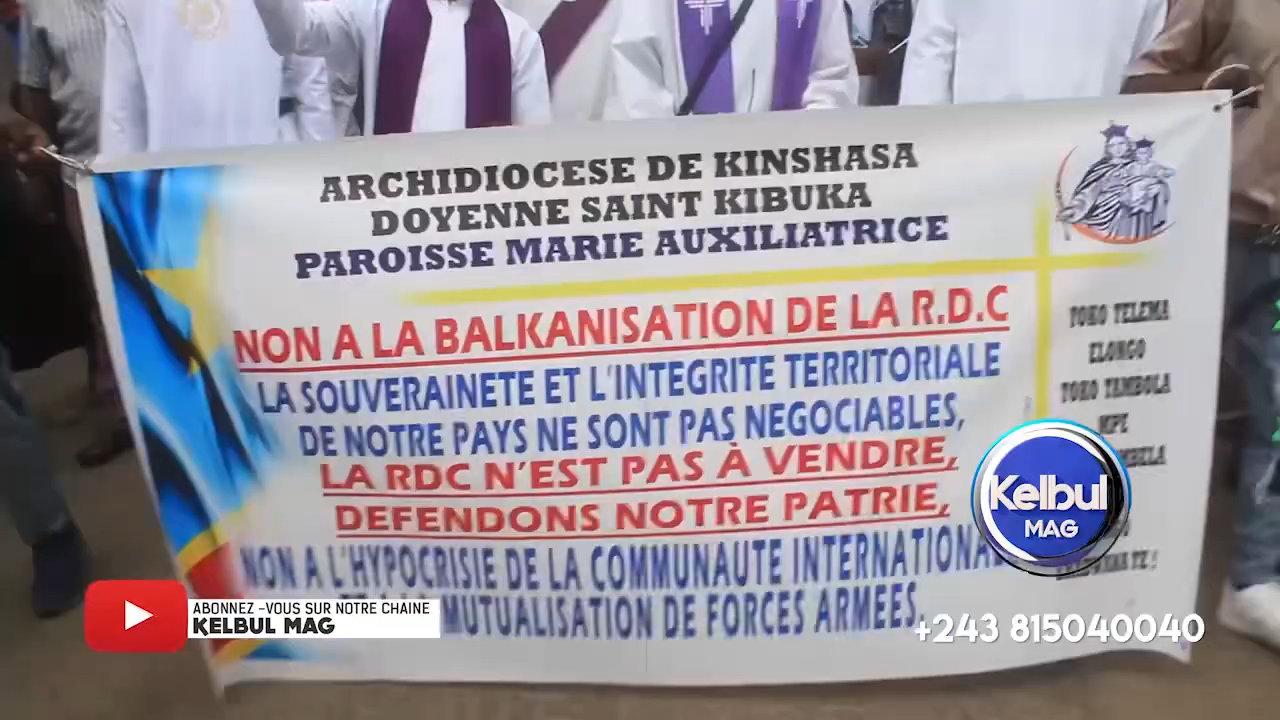 ARCHIDIOCESE DE KINSHASA
DOYENNE SAINT KIBUKA
PAROISSE MARIE AUXILIATRICE
NON A LA BALKANISATION DE LA R.D.C
LA SOUVERAINETE ET L'INTEGRITE TERRITORIALE
DE NOTRE PAYS NE SONT PAS NEGOCIABLES,
LA RDC N'EST PAS À VENDRE,
DEFENDONS NOTRE PATRIE,
NON A L'HYPOCRISIE DE LA COMMUNAUTE
MUTUALISATION DE FORCES ARMEES.
TOKO TELEMA
ELONGO
TOKO TAMBOLA
MPE
Kelbul
MAG
ABONNEZ -VOUS SUR NOTRE CHAINE
KELBUL MAG
+243 815040040